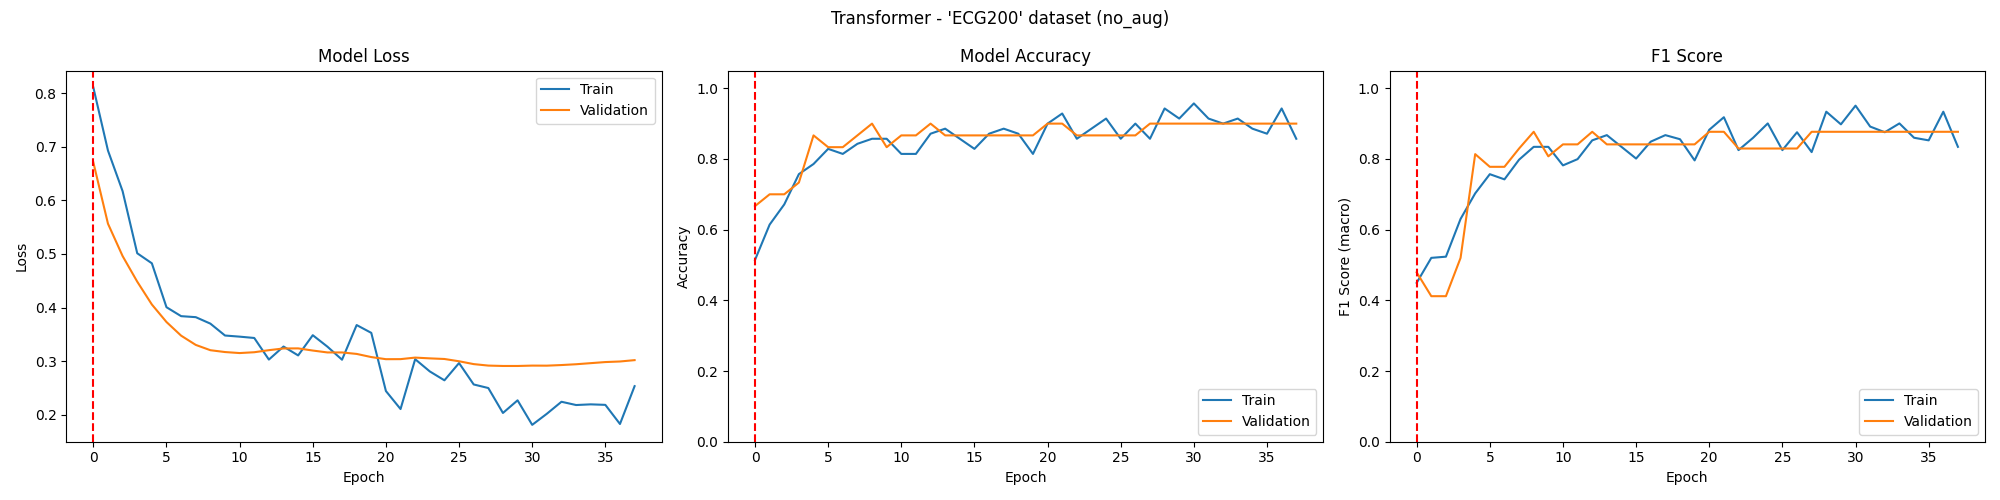 Transformer - 'ECG200' dataset (no_aug)
Model Loss
Train
Validation
0.8
0.7
0.6
0.5
0.4
0.3
0.2
Loss
0 5 10 15 20 25 30 35
Epoch
Model Accuracy
1.0
0.8
0.6
0.4
0.2
0.0
Accuracy
Train
Validation
0 5 10 15 20 25 30 35
Epoch
F1 Score
1.0
0.8
0.6
0.4
0.2
0.0
F1 Score (macro)
Train
Validation
0 5 10 15 20 25 30 35
Epoch